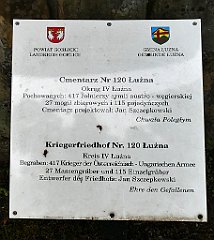 POWIAT GORLICKI
LANDKREIS GORLICE
GMINA ŁUŻNA
GEMEINDE ŁUŻNA
Cmentarz Nr 120 Łużna
Okręg IV Łużna
Pochowanych: 417 żołnierzy armii austro - węgierskiej
27 mogił zbiorowych i 115 pojedynczych
Cmentarz projektował: Jan Szczepkowski
Chwała Poległym
Kriegerfriedhof Nr. 120 Łużna
Kreis IV Łużna
Begraben: 417 Krieger der Österreichisch - Ungarischen Armee
27 Massengräber und 115 Einzelgräber
Entwerfer des Friedhofs: Jan Szczepkowski
Ehre den Gefallenen